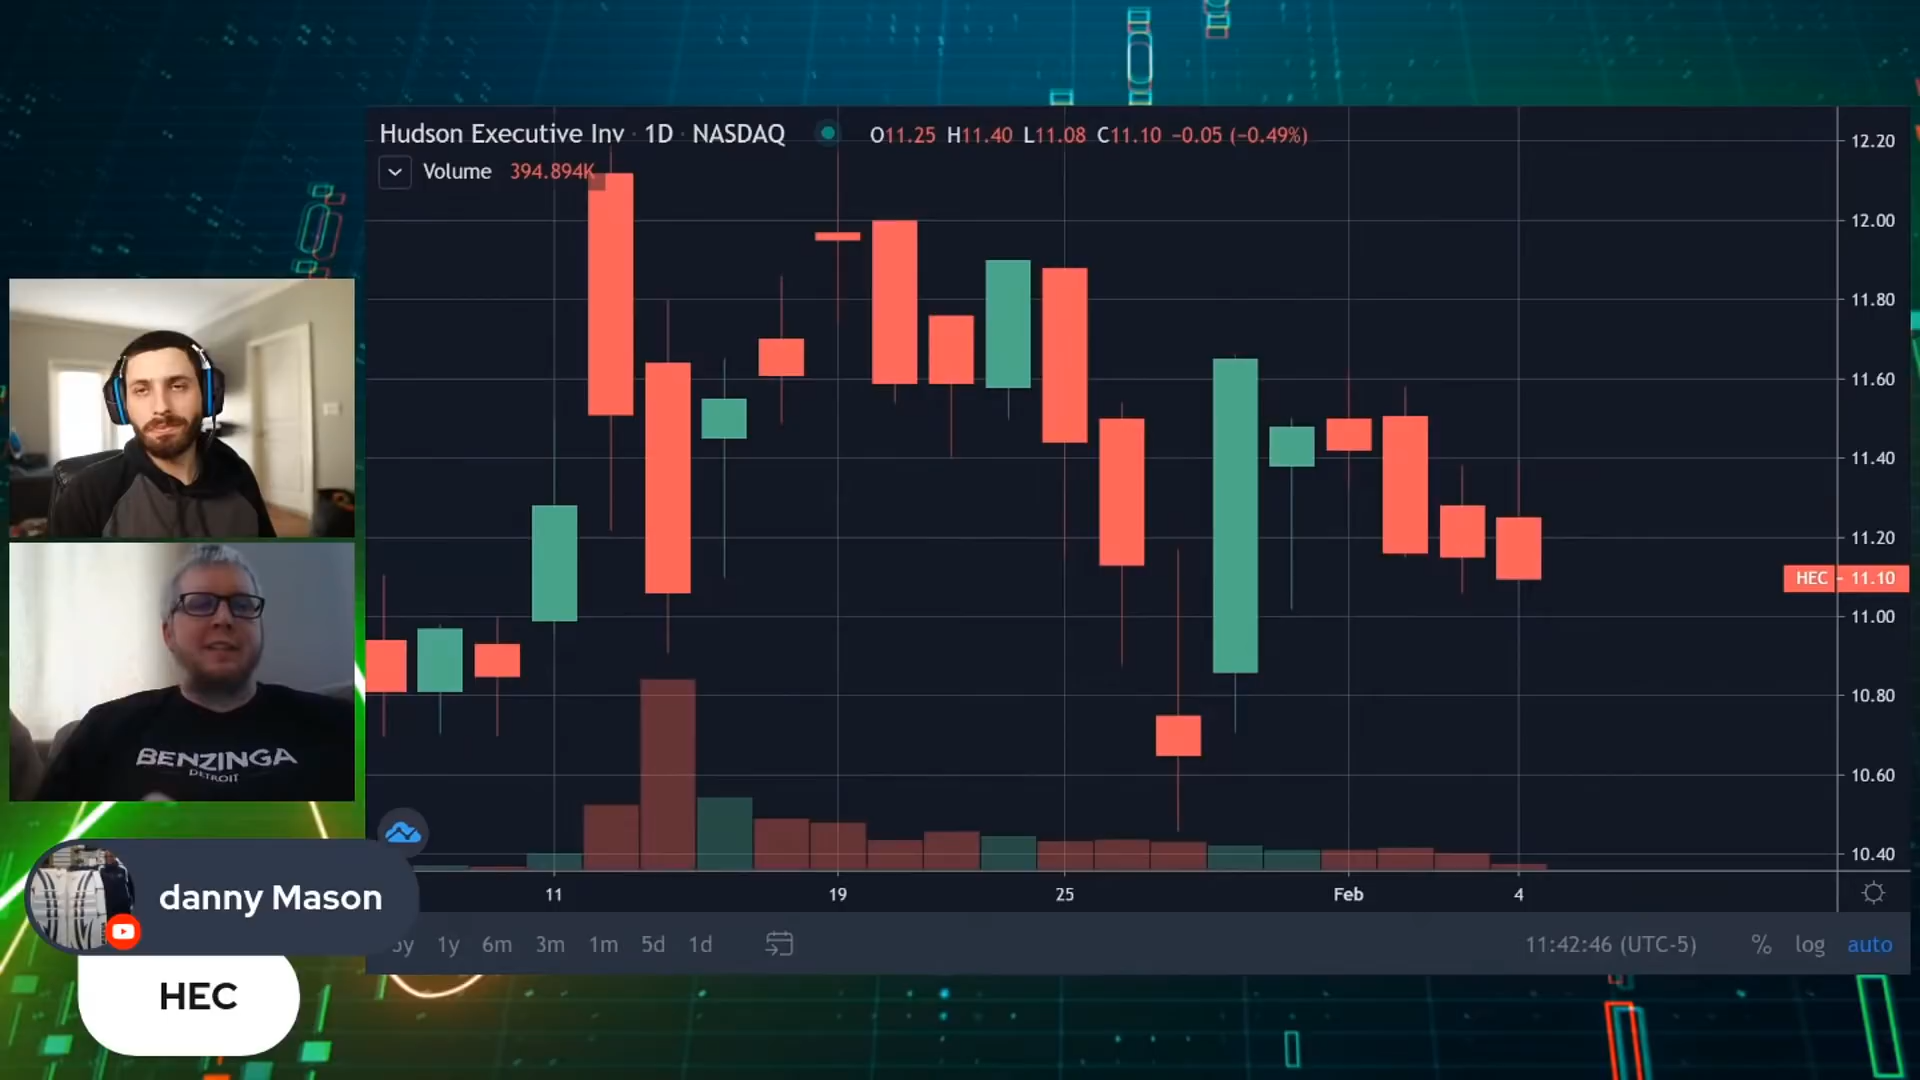 Hudson Executive Inv · 1D · NASDAQ O11.25 H11.40 L11.08 C11.10 −0.05 (−0.49%)
Volume 394.894K
12.20
12.00
11.80
11.60
11.40
11.20
HEC 11.10
11.00
10.80
10.60
10.40
BENZINGA
DETROIT
11 19 25 Feb 4
danny Mason
5y 1y 6m 3m 1m 5d 1d 11:42:46 (UTC-5) % log auto
HEC